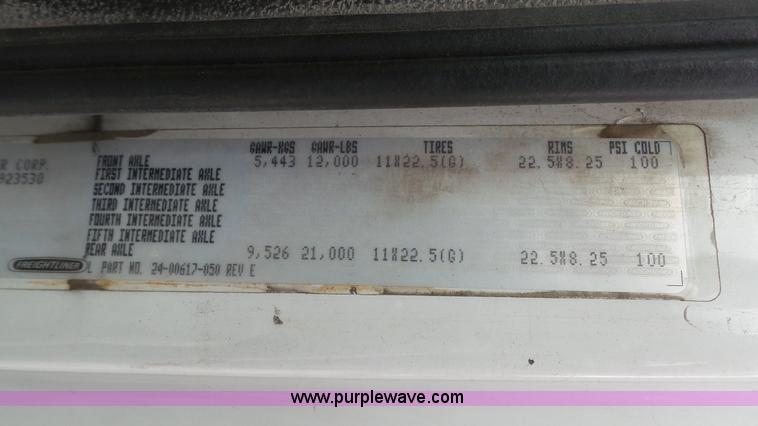 GAWR-KGS GAWR-LBS TIRES RIMS PSI COLD
R CORP. FRONT AXLE 5,443 12,000 11X22.5(G) 22.5X8.25 100
923530 FIRST INTERMEDIATE AXLE
SECOND INTERMEDIATE AXLE
THIRD INTERMEDIATE AXLE
FOURTH INTERMEDIATE AXLE
FIFTH INTERMEDIATE AXLE
REAR AXLE 9,526 21,000 11X22.5(G) 22.5X8.25 100
FREIGHTLINER L PART NO. 24-00617-050 REV E
www.purplewave.com